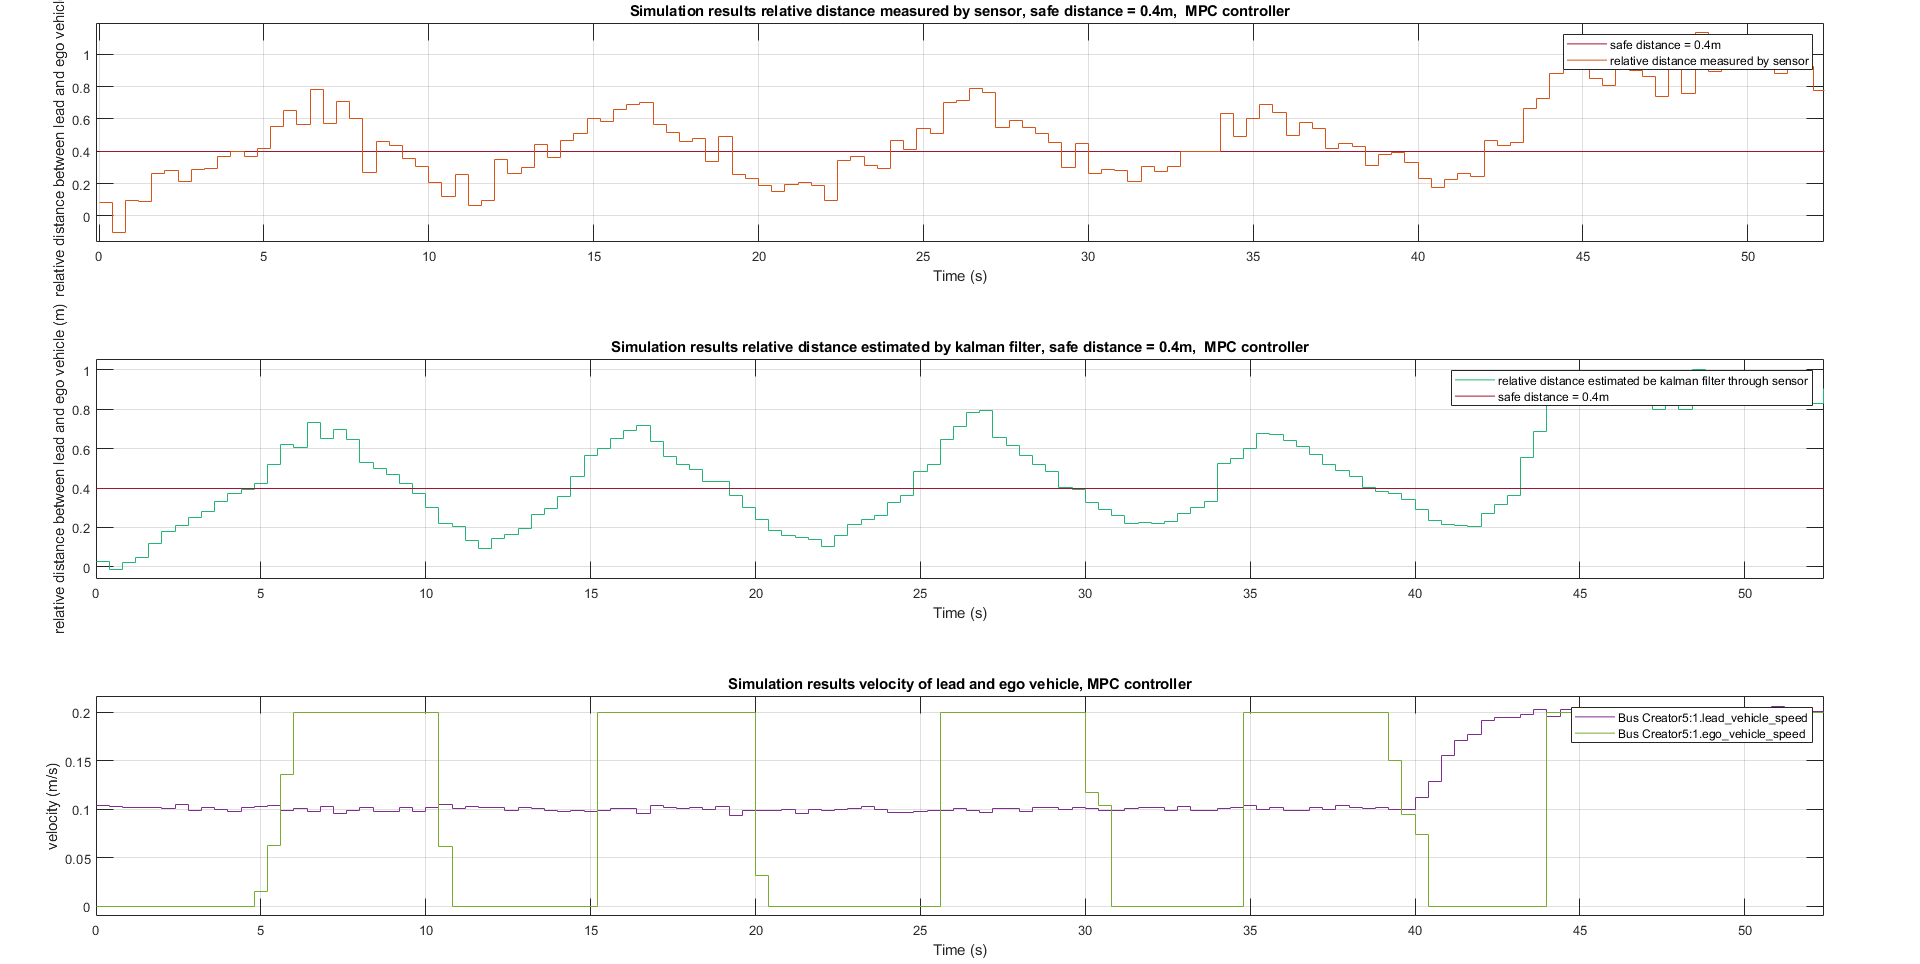 Simulation results relative distance measured by sensor, safe distance = 0.4m,  MPC controller
relative distance between lead and ego vehicle
1
0.8
0.6
0.4
0.2
0
safe distance = 0.4m
relative distance measured by sensor
0 5 10 15 20 25 30 35 40 45 50
Time (s)
Simulation results relative distance estimated by kalman filter, safe distance = 0.4m,  MPC controller
relative distance between lead and ego vehicle (m)
1
0.8
0.6
0.4
0.2
0
relative distance estimated be kalman filter through sensor
safe distance = 0.4m
0 5 10 15 20 25 30 35 40 45 50
Time (s)
Simulation results velocity of lead and ego vehicle, MPC controller
velocity (m/s)
0.2
0.15
0.1
0.05
0
Bus Creator5:1.lead_vehicle_speed
Bus Creator5:1.ego_vehicle_speed
0 5 10 15 20 25 30 35 40 45 50
Time (s)